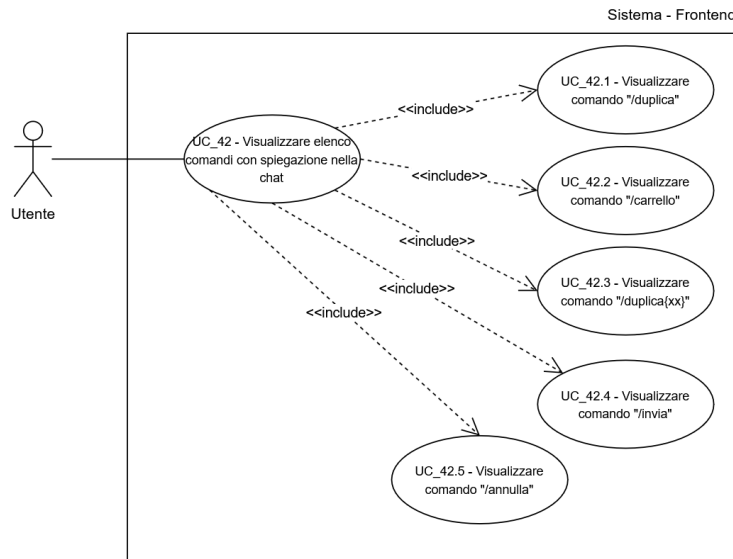 Sistema - Frontend
UC_42.1 - Visualizzare
comando "/duplica"
<<include>>
UC_42 - Visualizzare elenco
comandi con spiegazione nella
chat
<<include>>
UC_42.2 - Visualizzare
comando "/carrello"
Utente
<<include>>
UC_42.3 - Visualizzare
comando "/duplica{xx}"
<<include>>
<<include>>
UC_42.4 - Visualizzare
comando "/invia"
UC_42.5 - Visualizzare
comando "/annulla"